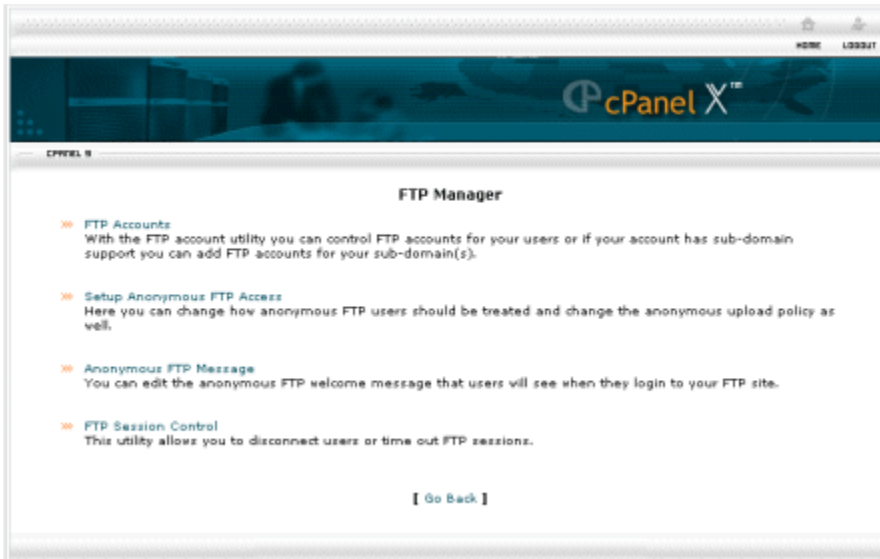 HOME LOGOUT
cPanel X™
CPANEL 9
FTP Manager
FTP Accounts
With the FTP account utility you can control FTP accounts for your users or if your account has sub-domain
support you can add FTP accounts for your sub-domain(s).
Setup Anonymous FTP Access
Here you can change how anonymous FTP users should be treated and change the anonymous upload policy as
well.
Anonymous FTP Message
You can edit the anonymous FTP welcome message that users will see when they login to your FTP site.
FTP Session Control
This utility allows you to disconnect users or time out FTP sessions.
[ Go Back ]